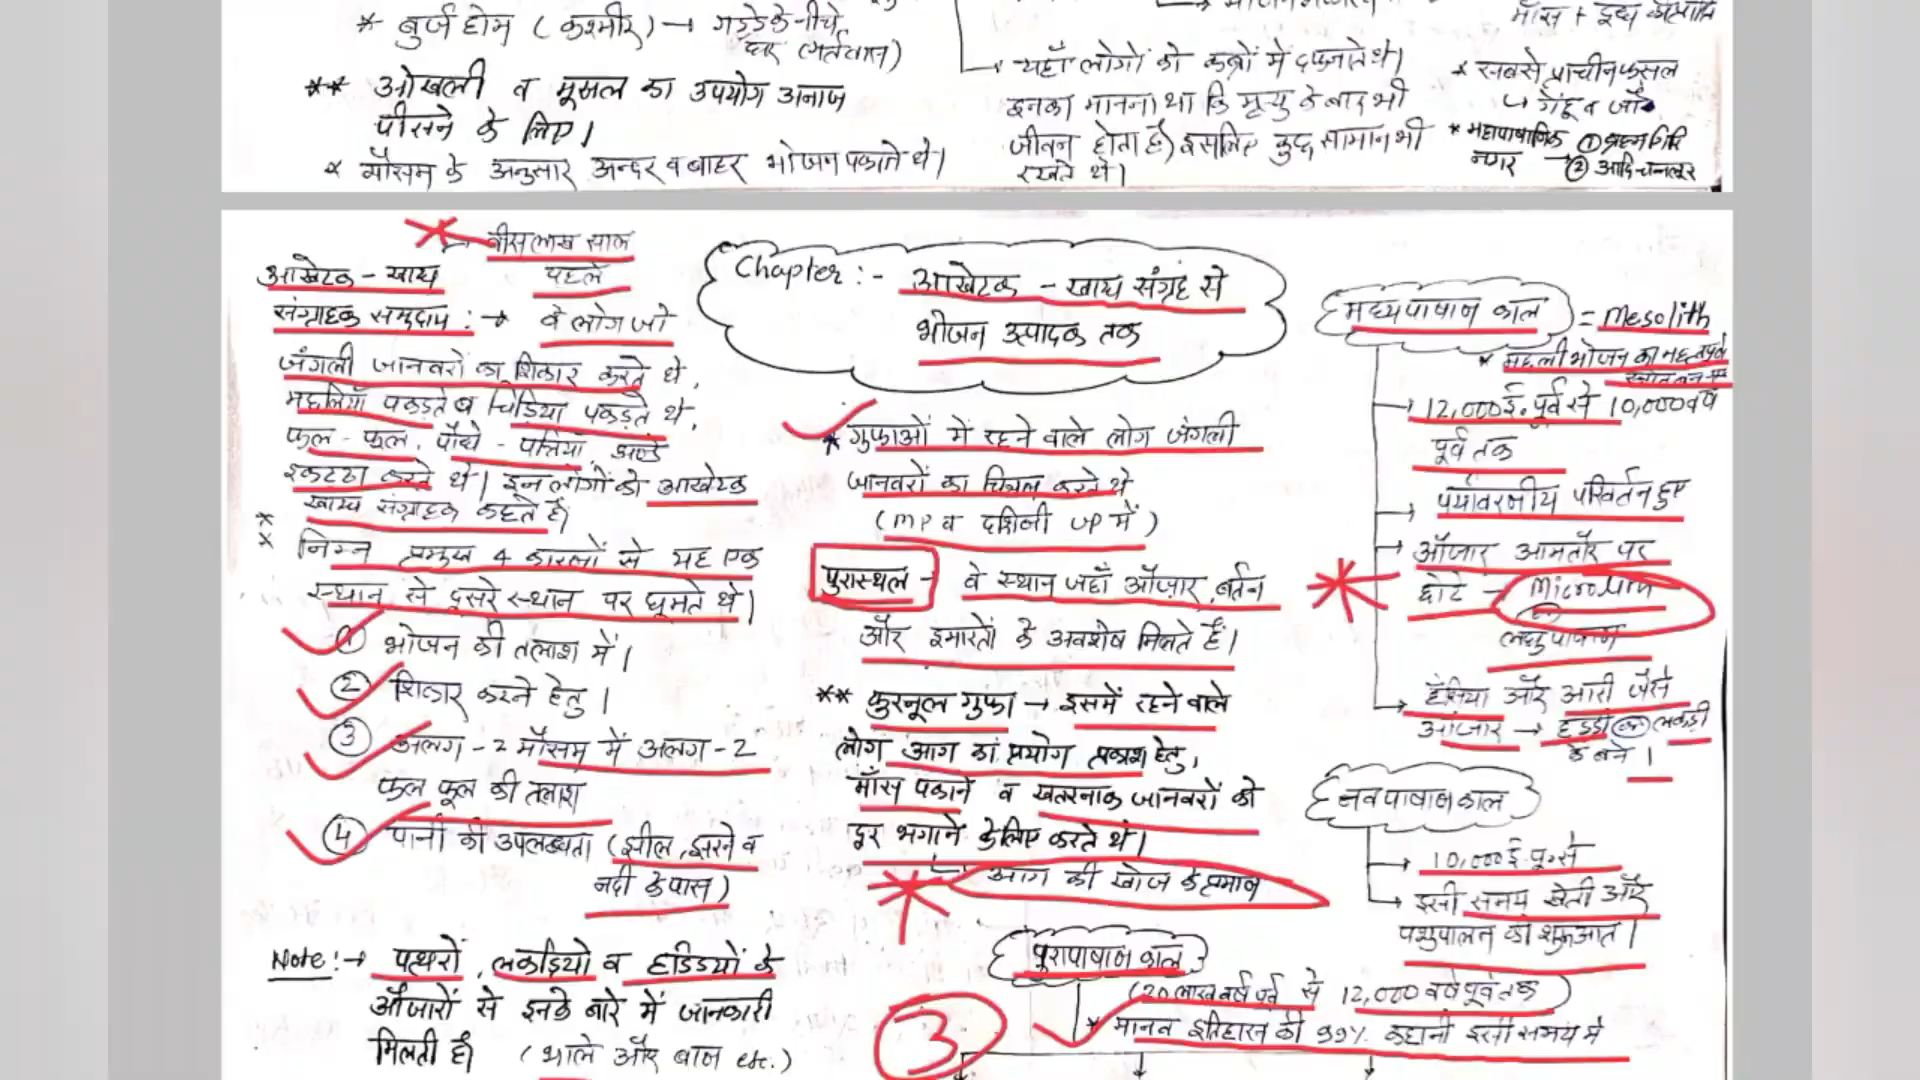 * बुर्ज होम (कश्मीर) → गड्ढे के नीचे
घर (गर्तवास)
** ओखली व मूसल का उपयोग अनाज
पीसने के लिए।
* मौसम के अनुसार अन्दर व बाहर भोजन पकाते थे।
→ यहाँ लोगों को कब्रों में दफनाते थे।
इनका मानना था कि मृत्यु के बाद भी
जीवन होता है) इसलिए कुछ सामान भी
रखते थे।
माँस + दूध
* सबसे प्राचीन फसल
↳ गेंहू व जौ
* महापाषाणिक ① ब्रह्मगिरि
नगर → ② आदिचन्नलूर
→ बीस लाख साल
पहले
आखेटक - खाद्य
संग्राहक समुदाय :→ वे लोग जो
जंगली जानवरों का शिकार करते थे,
मछलियाँ पकड़ते व चिड़िया पकड़ते थे,
फल-फूल, पौधे-पत्तियाँ, अण्डे
इकट्ठा करते थे। इन लोगों को आखेटक
खाद्य संग्राहक कहते हैं।
** निम्न प्रमुख 4 कारणों से यह एक
स्थान से दूसरे स्थान पर घूमते थे।
① भोजन की तलाश में।
② शिकार करने हेतु।
③ अलग-2 मौसम में अलग-2
फल फूल की तलाश
④ पानी की उपलब्धता (झील, झरने व
नदी के पास)
Note:→ पत्थरों, लकड़ियों व हड्डियों के
औजारों से इनके बारे में जानकारी
मिलती है। (भाले और बाण etc.)
Chapter:- आखेटक - खाद्य संग्रह से
भोजन उत्पादक तक
* गुफाओं में रहने वाले लोग जंगली
जानवरों का चित्रण करते थे
(MP व दक्षिणी UP में)
पुरास्थल - वे स्थान जहाँ औज़ार, बर्तन
और इमारतों के अवशेष मिलते हैं।
** कुरनूल गुफा → इसमें रहने वाले
लोग आग का प्रयोग प्रकाश हेतु,
माँस पकाने व खतरनाक जानवरों को
दूर भगाने के लिए करते थे।
↳ आग की खोज के प्रमाण
पुरापाषाण काल
(20 लाख वर्ष पूर्व से 12,000 वर्ष पूर्व तक)
* मानव इतिहास की 99% कहानी इसी समय में
3
मध्यपाषाण काल = Mesolith
* मछली भोजन का महत्वपूर्ण
स्त्रोत बन गया
→ 12,000 ई. पूर्व से 10,000 वर्ष
पूर्व तक
→ पर्यावरणीय परिवर्तन हुए
→ औजार आमतौर पर
छोटे → microlith
लघुपाषाण
→ हँसिया और आरी जैसे
औजार → हड्डी लकड़ी
के बने।
नवपाषाण काल
→ 10,000 ई. पू. से
→ इसी समय खेती और
पशुपालन की शुरूआत।